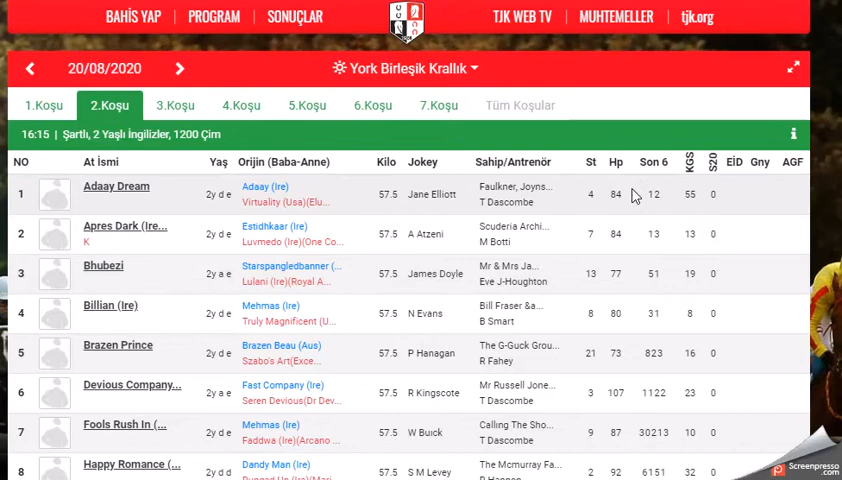 BAHİS YAP PROGRAM SONUÇLAR TJK WEB TV MUHTEMELLER tjk.org
20/08/2020 York Birleşik Krallık
1.Koşu 2.Koşu 3.Koşu 4.Koşu 5.Koşu 6.Koşu 7.Koşu Tüm Koşular
16:15 | Şartlı, 2 Yaşlı İngilizler, 1200 Çim
NO At İsmi Yaş Orijin (Baba-Anne) Kilo Jokey Sahip/Antrenör St Hp Son 6 KGS S20 EİD Gny AGF
1 Adaay Dream 2y d e Adaay (Ire) 57.5 Jane Elliott Faulkner, Joyns... 4 84 12 55 0
Virtuality (Usa)(Elu... T Dascombe
2 Apres Dark (Ire... 2y d e Estidhkaar (Ire) 57.5 A Atzeni Scuderia Archi... 7 84 13 13 0
K Luvmedo (Ire)(One Co... M Botti
3 Bhubezi 2y a e Starspangledbanner (... 57.5 James Doyle Mr & Mrs Ja... 13 77 51 19 0
Lulani (Ire)(Royal A... Eve J-Houghton
4 Billian (Ire) 2y d e Mehmas (Ire) 57.5 N Evans Bill Fraser &a... 8 80 31 8 0
Truly Magnificent (U... B Smart
5 Brazen Prince 2y d e Brazen Beau (Aus) 57.5 P Hanagan The G-Guck Grou... 21 73 823 16 0
Szabo's Art(Exce... R Fahey
6 Devious Company... 2y a e Fast Company (Ire) 57.5 R Kingscote Mr Russell Jone... 3 107 1122 23 0
Seren Devious(Dr Dev... T Dascombe
7 Fools Rush In (... 2y d e Mehmas (Ire) 57.5 W Buıck Callıng The Sho... 9 87 30213 10 0
Faddwa (Ire)(Arcano ... T Dascombe
8 Happy Romance (... 2y d d Dandy Man (Ire) 57.5 S M Levey The Mcmurray Fa... 2 92 6151 32 0
Screenpresso
.com